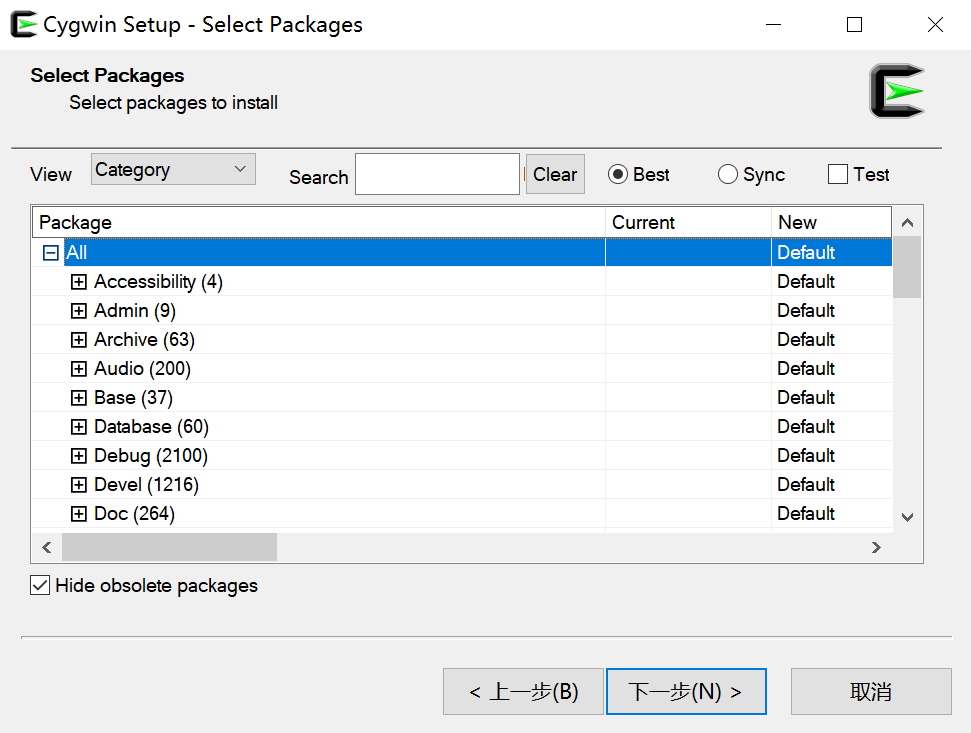 Cygwin Setup - Select Packages
Select Packages
Select packages to install
View Category Search Clear Best Sync Test
Package Current New
All Default
Accessibility (4) Default
Admin (9) Default
Archive (63) Default
Audio (200) Default
Base (37) Default
Database (60) Default
Debug (2100) Default
Devel (1216) Default
Doc (264) Default
Hide obsolete packages
< 上一步(B) 下一步(N) > 取消